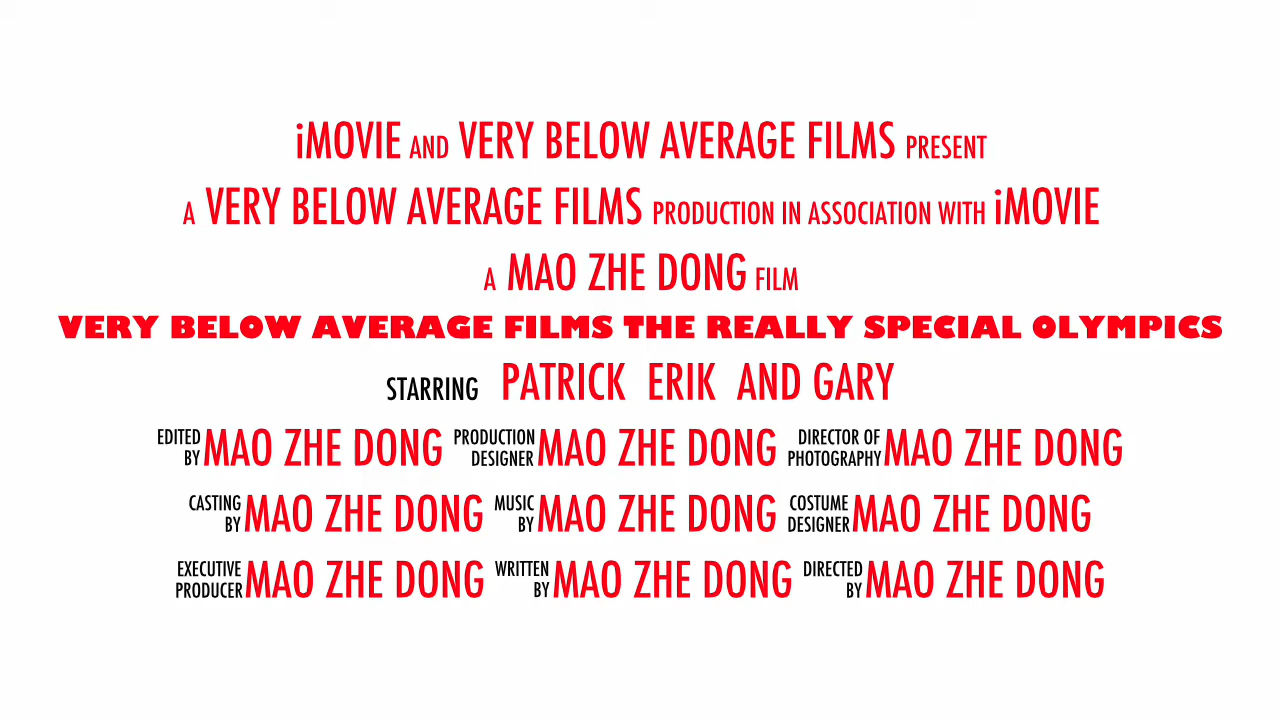 iMOVIE AND VERY BELOW AVERAGE FILMS PRESENT
A VERY BELOW AVERAGE FILMS PRODUCTION IN ASSOCIATION WITH iMOVIE
A MAO ZHE DONG FILM
VERY BELOW AVERAGE FILMS THE REALLY SPECIAL OLYMPICS
STARRING PATRICK ERIK AND GARY
EDITED BY MAO ZHE DONG PRODUCTION DESIGNER MAO ZHE DONG DIRECTOR OF PHOTOGRAPHY MAO ZHE DONG
CASTING BY MAO ZHE DONG MUSIC BY MAO ZHE DONG COSTUME DESIGNER MAO ZHE DONG
EXECUTIVE PRODUCER MAO ZHE DONG WRITTEN BY MAO ZHE DONG DIRECTED BY MAO ZHE DONG